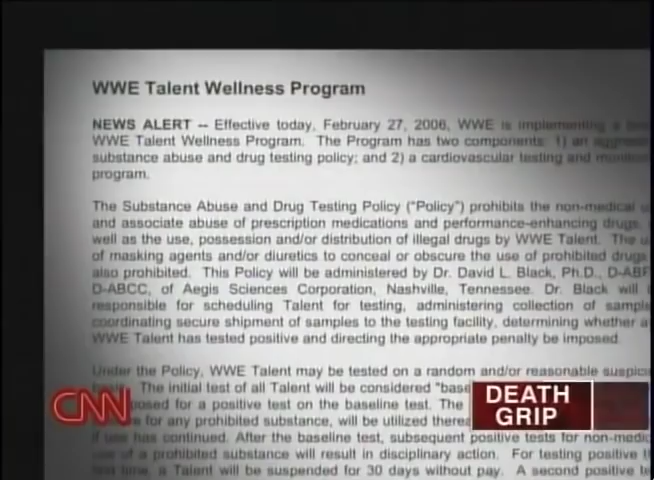 WWE Talent Wellness Program
NEWS ALERT -- Effective today, February 27, 2006, WWE is implementing a
WWE Talent Wellness Program. The Program has two components: 1) an
substance abuse and drug testing policy; and 2) a cardiovascular testing and
program.
The Substance Abuse and Drug Testing Policy ("Policy") prohibits the non-medical
and associate abuse of prescription medications and performance-enhancing drugs,
well as the use, possession and/or distribution of illegal drugs by WWE Talent. The
of masking agents and/or diuretics to conceal or obscure the use of prohibited drugs
also prohibited. This Policy will be administered by Dr. David L. Black, Ph.D.,
D-ABCC, of Aegis Sciences Corporation, Nashville, Tennessee. Dr. Black will
responsible for scheduling Talent for testing, administering collection of
coordinating secure shipment of samples to the testing facility, determining whether
WWE Talent has tested positive and directing the appropriate penalty be imposed.
Under the Policy, WWE Talent may be tested on a random and/or reasonable
The initial test of all Talent will be considered "base
for a positive test on the baseline test. The
for any prohibited substance, will be utilized
use has continued. After the baseline test, subsequent positive tests for
use of a prohibited substance will result in disciplinary action. For testing positive
time, a Talent will be suspended for 30 days without pay. A second positive
CNN
DEATH
GRIP